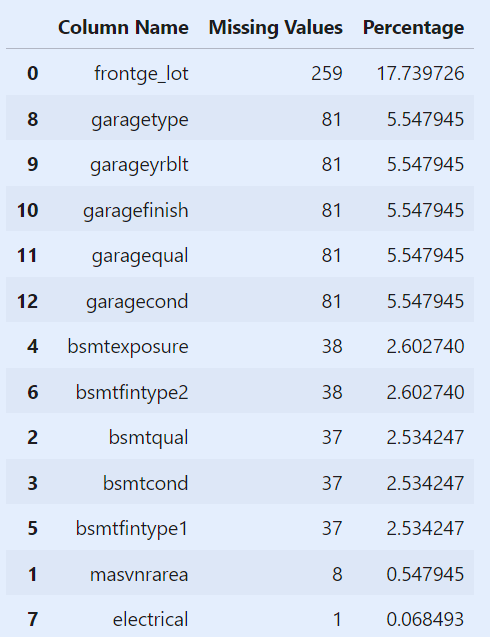 Column Name Missing Values Percentage
0 frontge_lot 259 17.739726
8 garagetype 81 5.547945
9 garageyrblt 81 5.547945
10 garagefinish 81 5.547945
11 garagequal 81 5.547945
12 garagecond 81 5.547945
4 bsmtexposure 38 2.602740
6 bsmtfintype2 38 2.602740
2 bsmtqual 37 2.534247
3 bsmtcond 37 2.534247
5 bsmtfintype1 37 2.534247
1 masvnrarea 8 0.547945
7 electrical 1 0.068493